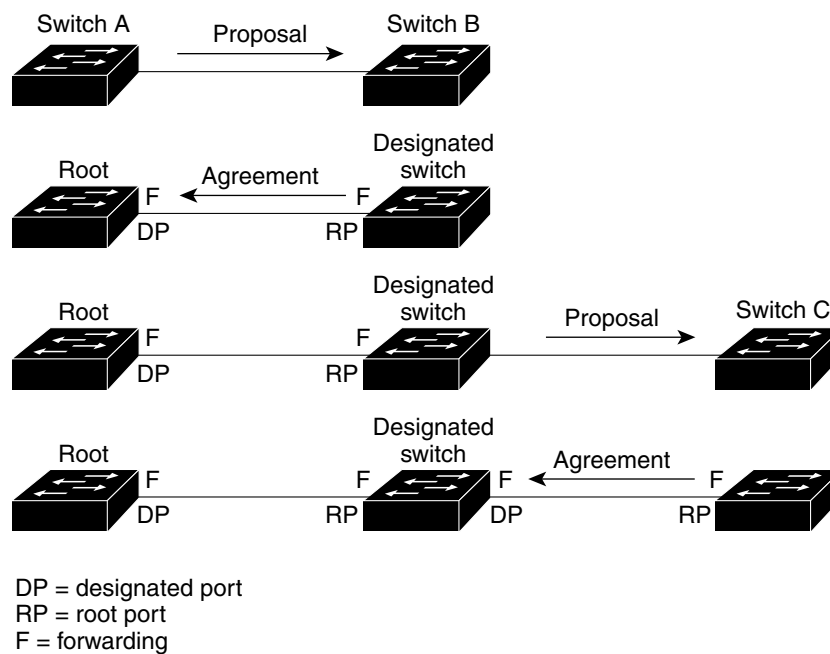 Switch A
Proposal
Switch B
Root
F
Agreement
F
Designated
switch
DP
RP
Root
F
F
Designated
switch
Proposal
Switch C
DP
RP
Root
F
F
Designated
switch
F
Agreement
F
DP
RP
DP
RP
DP = designated port
RP = root port
F = forwarding